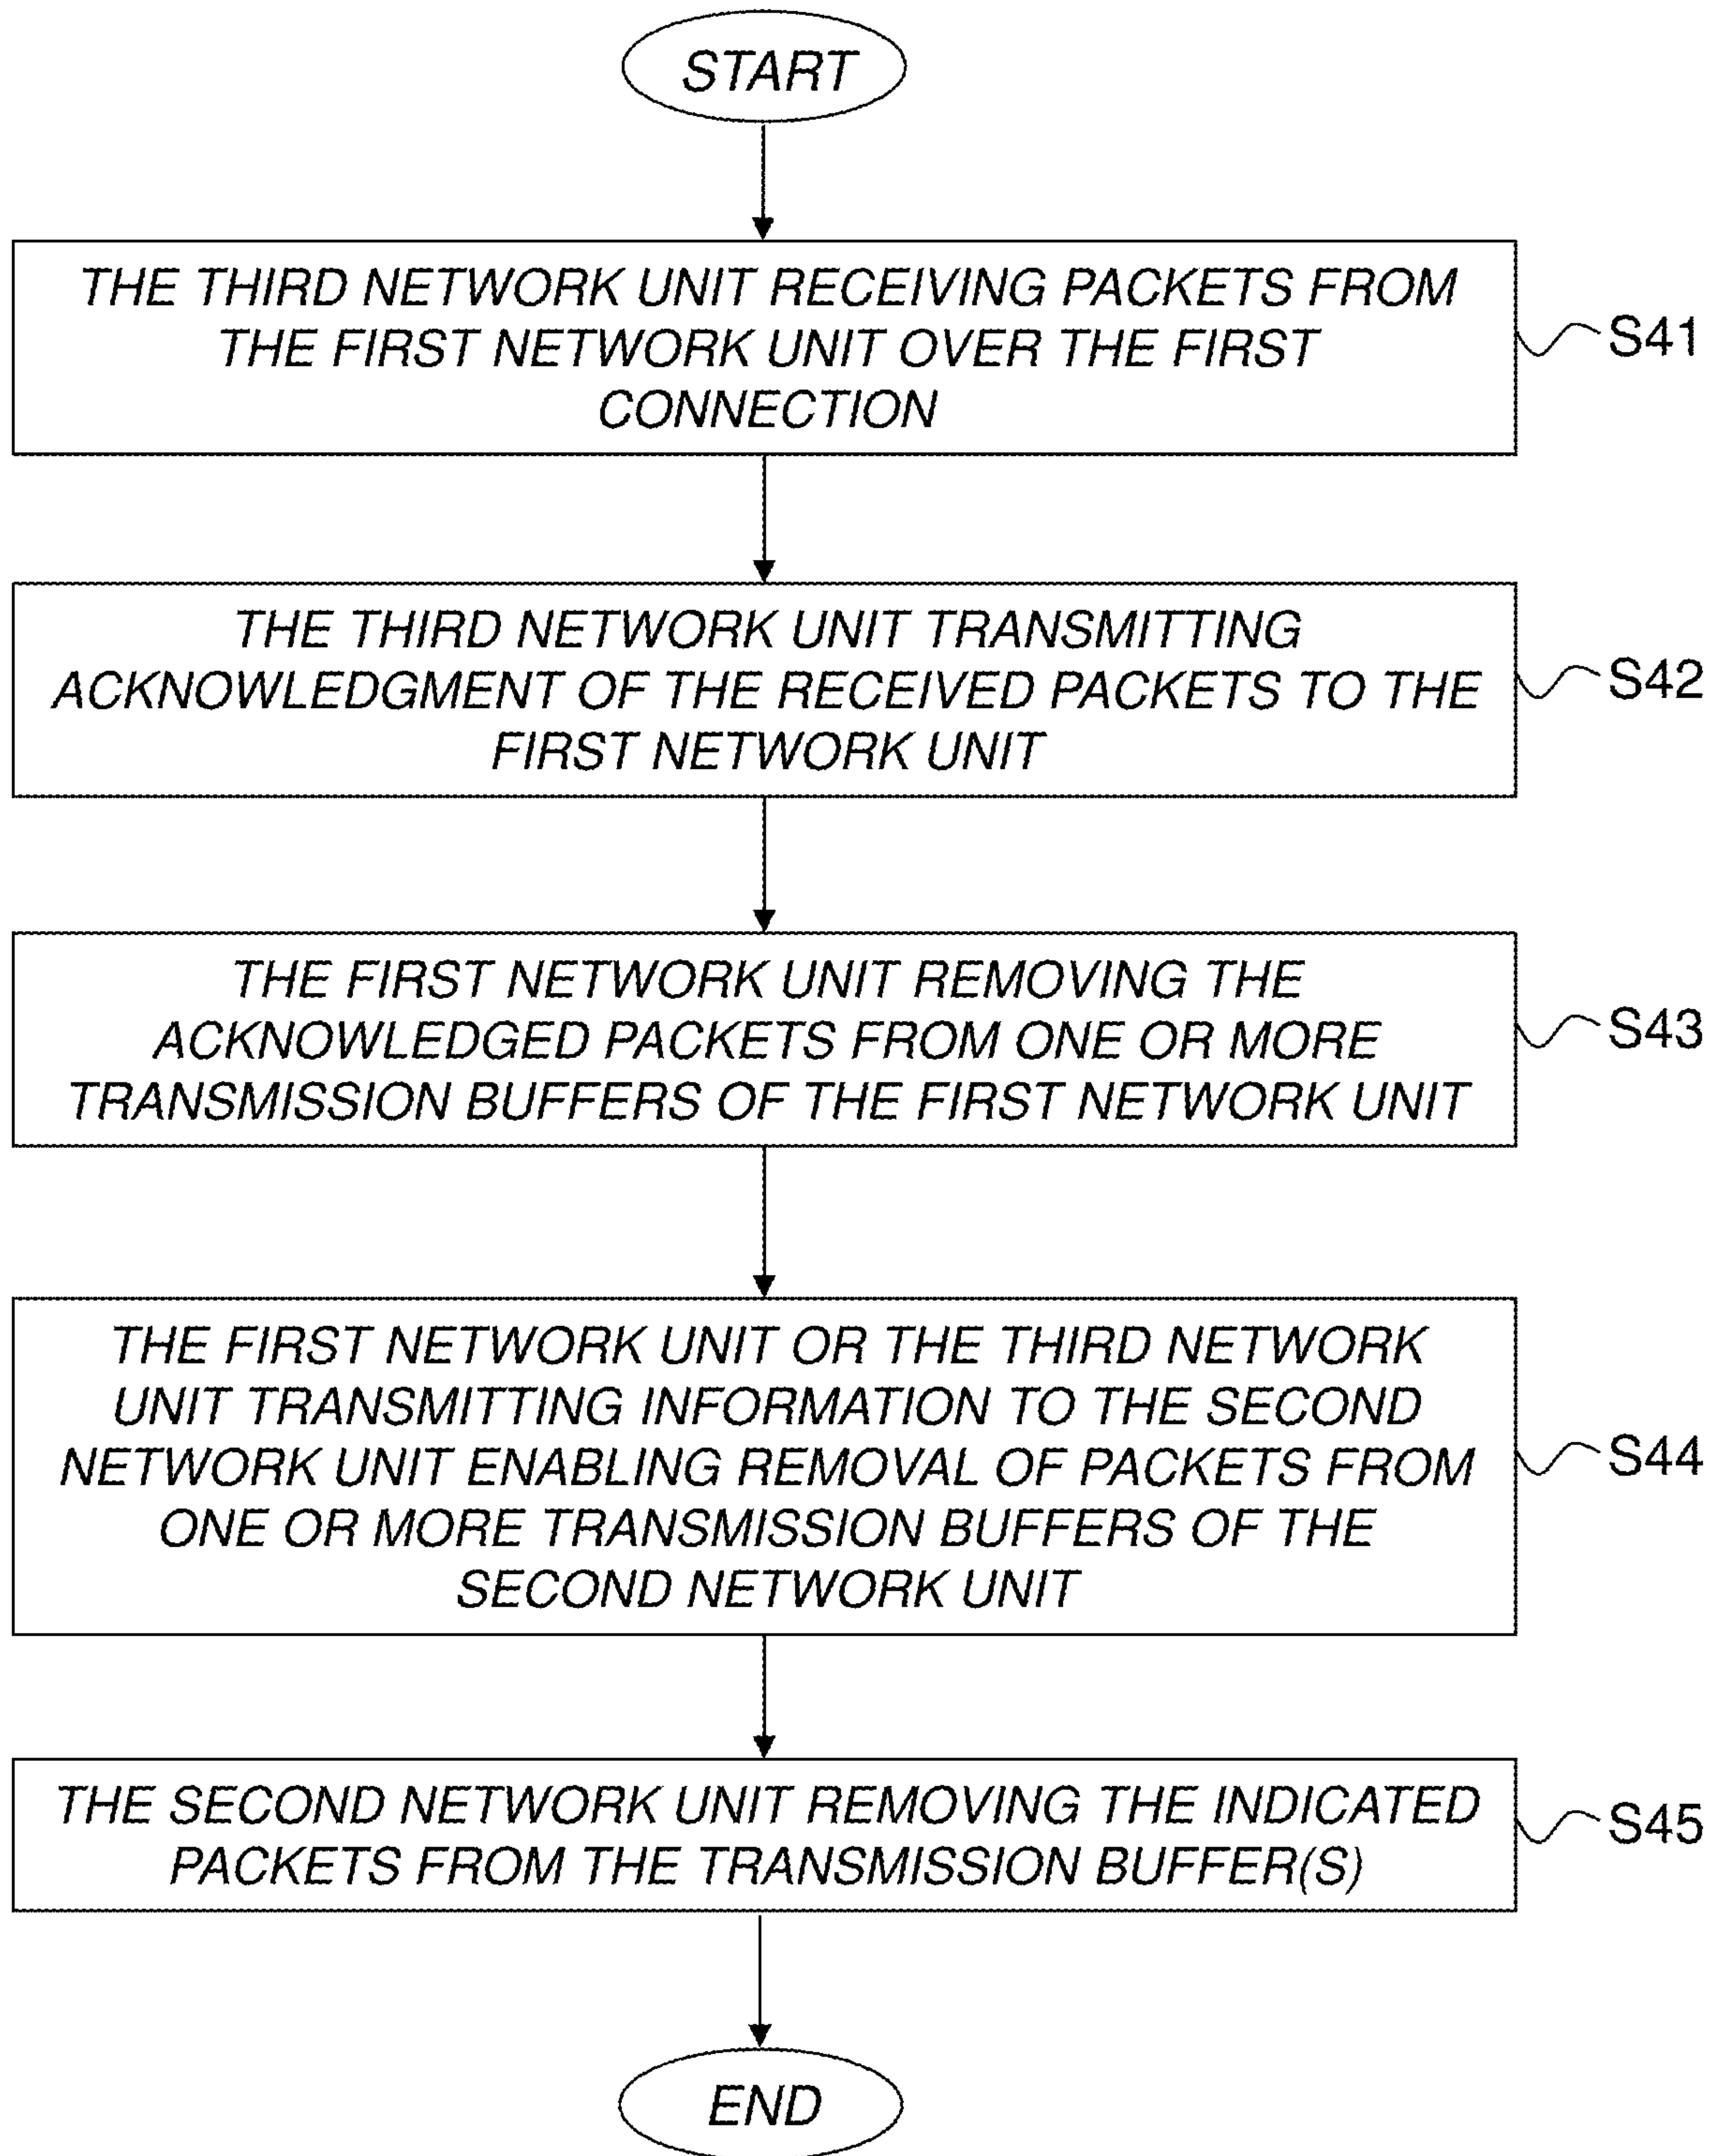 START
THE THIRD NETWORK UNIT RECEIVING PACKETS FROM
THE FIRST NETWORK UNIT OVER THE FIRST
CONNECTION
S41
THE THIRD NETWORK UNIT TRANSMITTING
ACKNOWLEDGMENT OF THE RECEIVED PACKETS TO THE
FIRST NETWORK UNIT
S42
THE FIRST NETWORK UNIT REMOVING THE
ACKNOWLEDGED PACKETS FROM ONE OR MORE
TRANSMISSION BUFFERS OF THE FIRST NETWORK UNIT
S43
THE FIRST NETWORK UNIT OR THE THIRD NETWORK
UNIT TRANSMITTING INFORMATION TO THE SECOND
NETWORK UNIT ENABLING REMOVAL OF PACKETS FROM
ONE OR MORE TRANSMISSION BUFFERS OF THE
SECOND NETWORK UNIT
S44
THE SECOND NETWORK UNIT REMOVING THE INDICATED
PACKETS FROM THE TRANSMISSION BUFFER(S)
S45
END